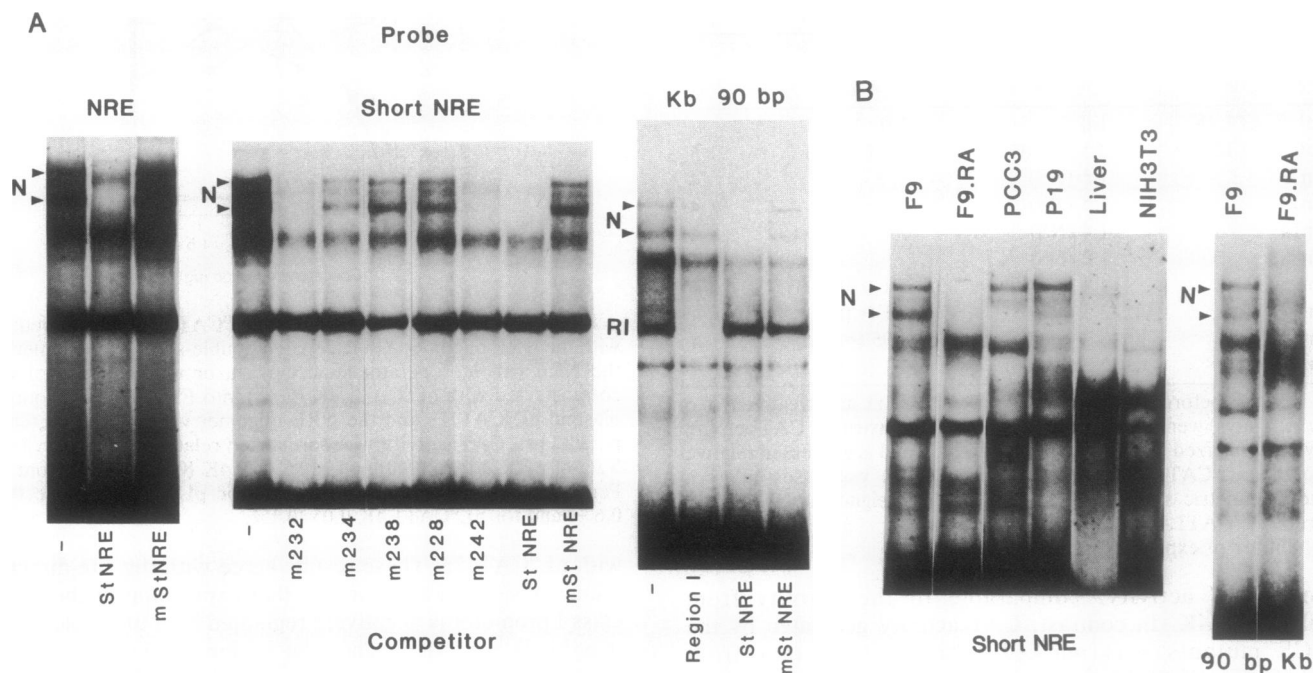 A
Probe
NRE
Short NRE
Kb 90 bp
N
N
N
RI
-
St NRE
m StNRE
-
m232
m234
m238
m228
m242
St NRE
mSt NRE
-
Region I
St NRE
mSt NRE
Competitor
B
F9
F9.RA
PCC3
P19
Liver
NIH3T3
F9
F9.RA
N
N
Short NRE
90 bp Kb